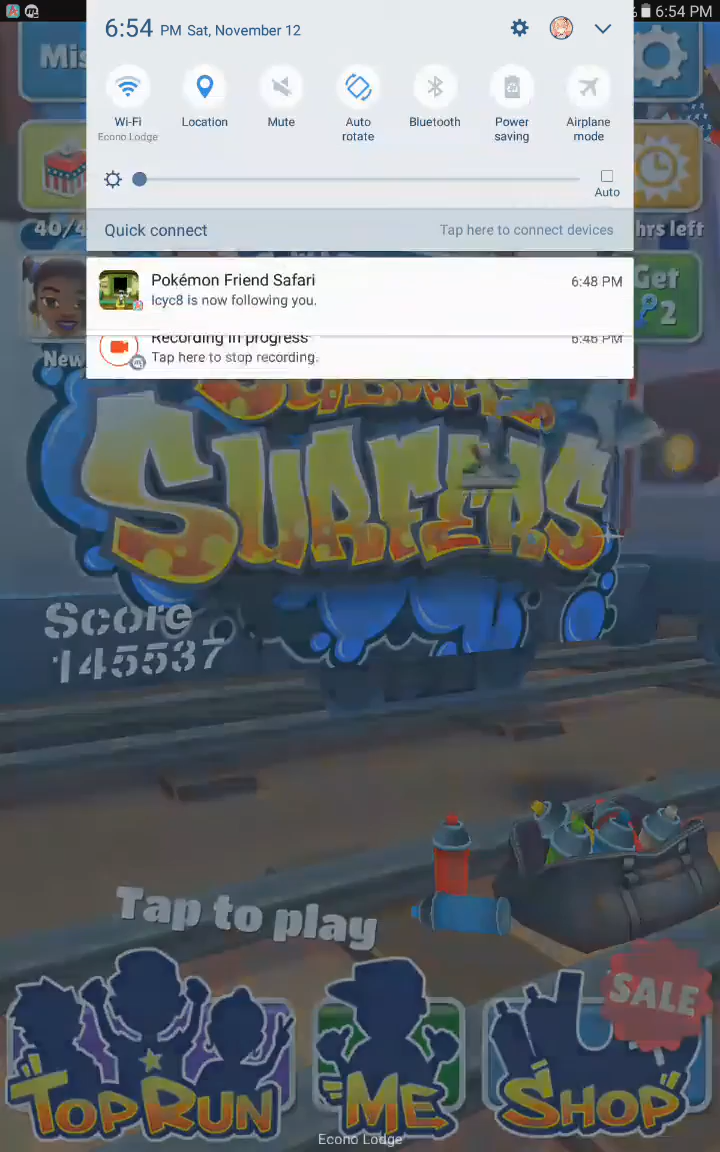 6:54 PM Sat, November 12
6:54 PM
Wi-Fi
Econo Lodge
Location
Mute
Auto
rotate
Bluetooth
Power
saving
Airplane
mode
Auto
Quick connect
Tap here to connect devices
Mis
40/4
hrs left
Get
2
New
Pokémon Friend Safari
6:48 PM
Icyc8 is now following you.
Recording in progress
6:46 PM
Tap here to stop recording.
SUBWAY
SURFERS
Score
145537
Tap to play
SALE
TOP RUN
ME
SHOP
Econo Lodge